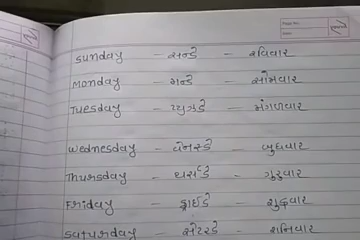 Sunday - સન્ડે - રવિવાર
Monday - મન્ડે - સોમવાર
Tuesday - ટ્યુઝડે - મંગળવાર
Wednesday - વેનસ્ડે - બુધવાર
Thursday - થર્સડે - ગુરુવાર
Friday - ફ્રાઈડે - શુક્રવાર
Saturday - સેટરડે - શનિવાર